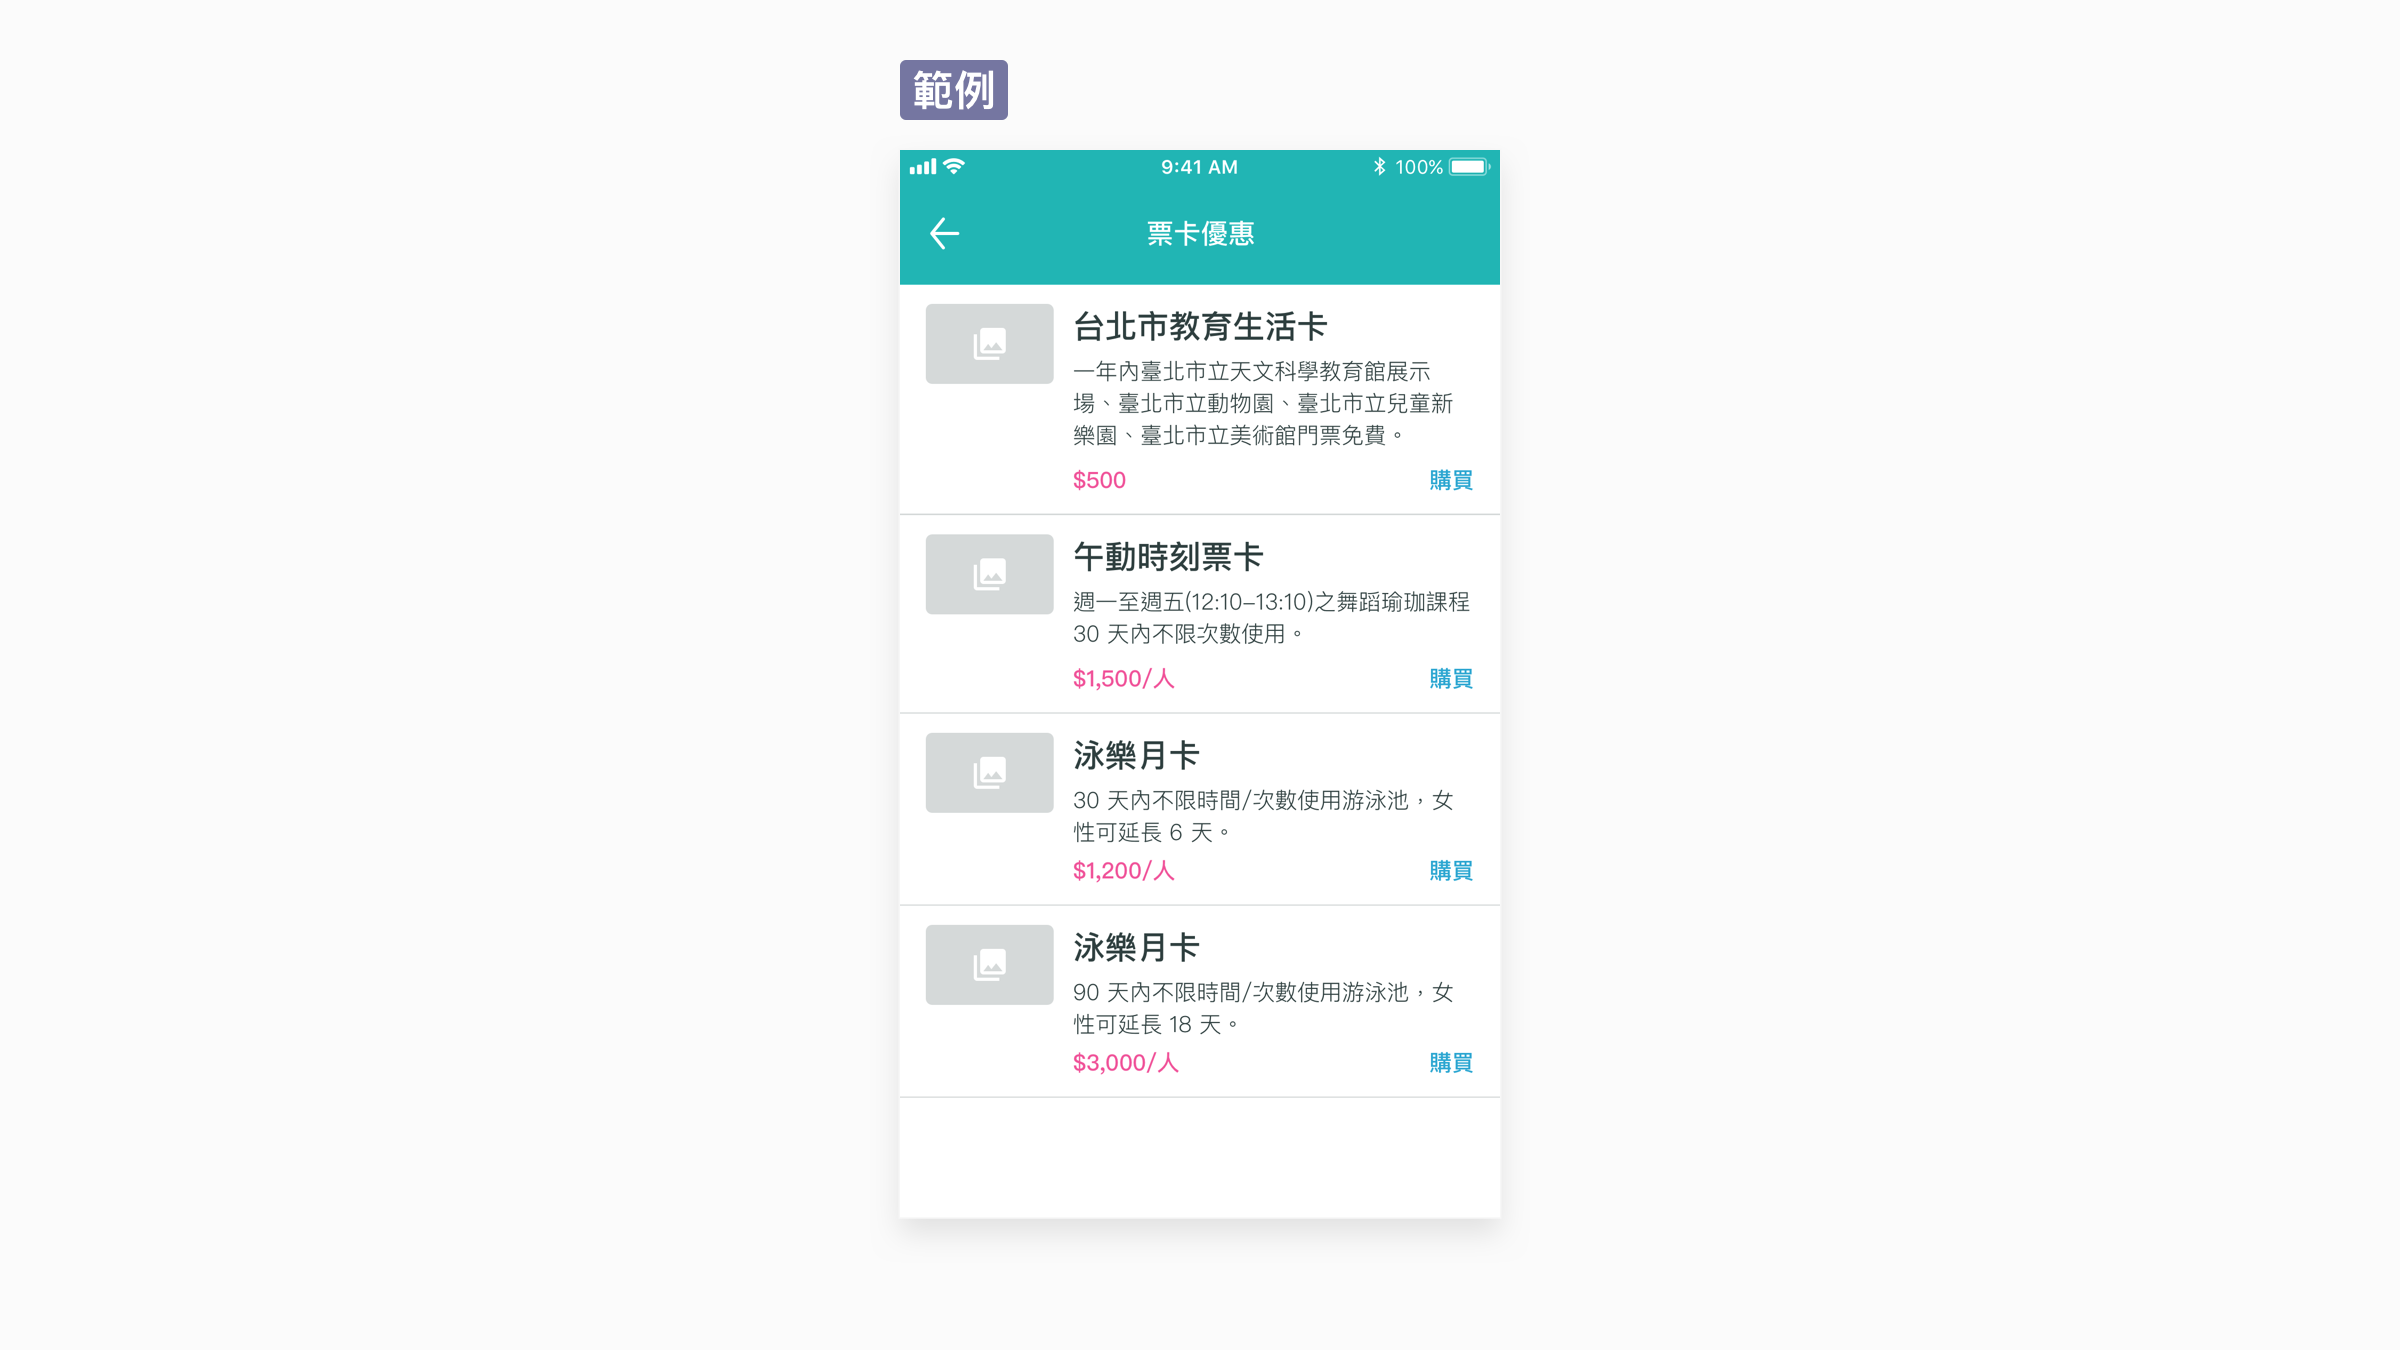 範例
9:41 AM
100%
票卡優惠
台北市教育生活卡
一年內臺北市立天文科學教育館展示
場、臺北市立動物園、臺北市立兒童新
樂園、臺北市立美術館門票免費。
$500
購買
午動時刻票卡
週一至週五(12:10–13:10)之舞蹈瑜珈課程
30 天內不限次數使用。
$1,500/人
購買
泳樂月卡
30 天內不限時間/次數使用游泳池，女
性可延長 6 天。
$1,200/人
購買
泳樂月卡
90 天內不限時間/次數使用游泳池，女
性可延長 18 天。
$3,000/人
購買